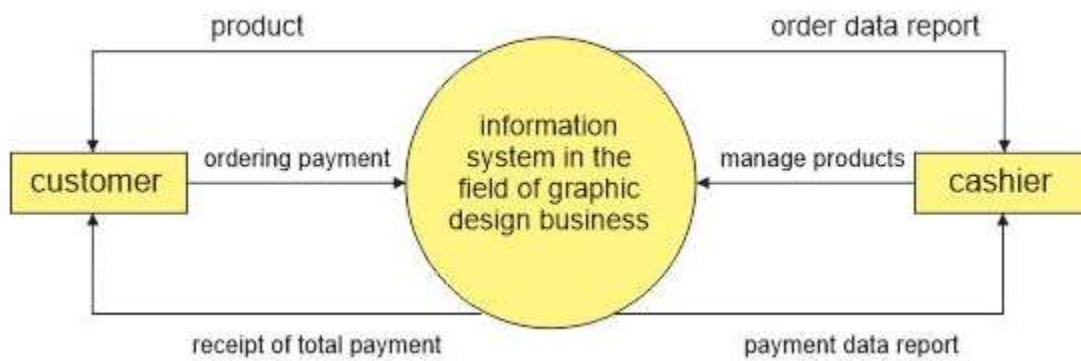 product
order data report
information
system in the
field of graphic
design business
ordering payment
manage products
customer
cashier
receipt of total payment
payment data report